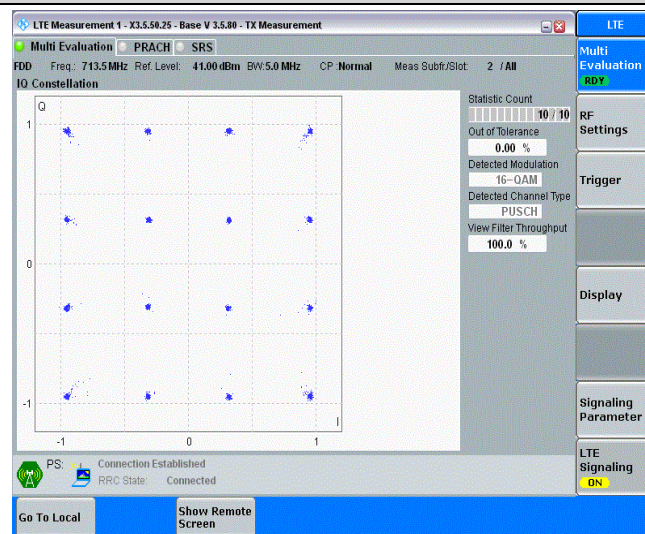 LTE Measurement 1 - X3.5.50.25 - Base V 3.5.80 - TX Measurement
LTE
Multi Evaluation PRACH SRS
Multi
Evaluation
RDY
FDD Freq.: 713.5 MHz Ref. Level: 41.00 dBm BW: 5.0 MHz CP :Normal Meas Subfr./Slot: 2 / All
IQ Constellation
Q
1
0
-1
-1 0 1
I
Statistic Count
10 / 10
Out of Tolerance
0.00 %
Detected Modulation
16-QAM
Detected Channel Type
PUSCH
View Filter Throughput
100.0 %
RF
Settings
Trigger
Display
Signaling
Parameter
LTE
Signaling
ON
PS: Connection Established
RRC State: Connected
Go To Local
Show Remote
Screen